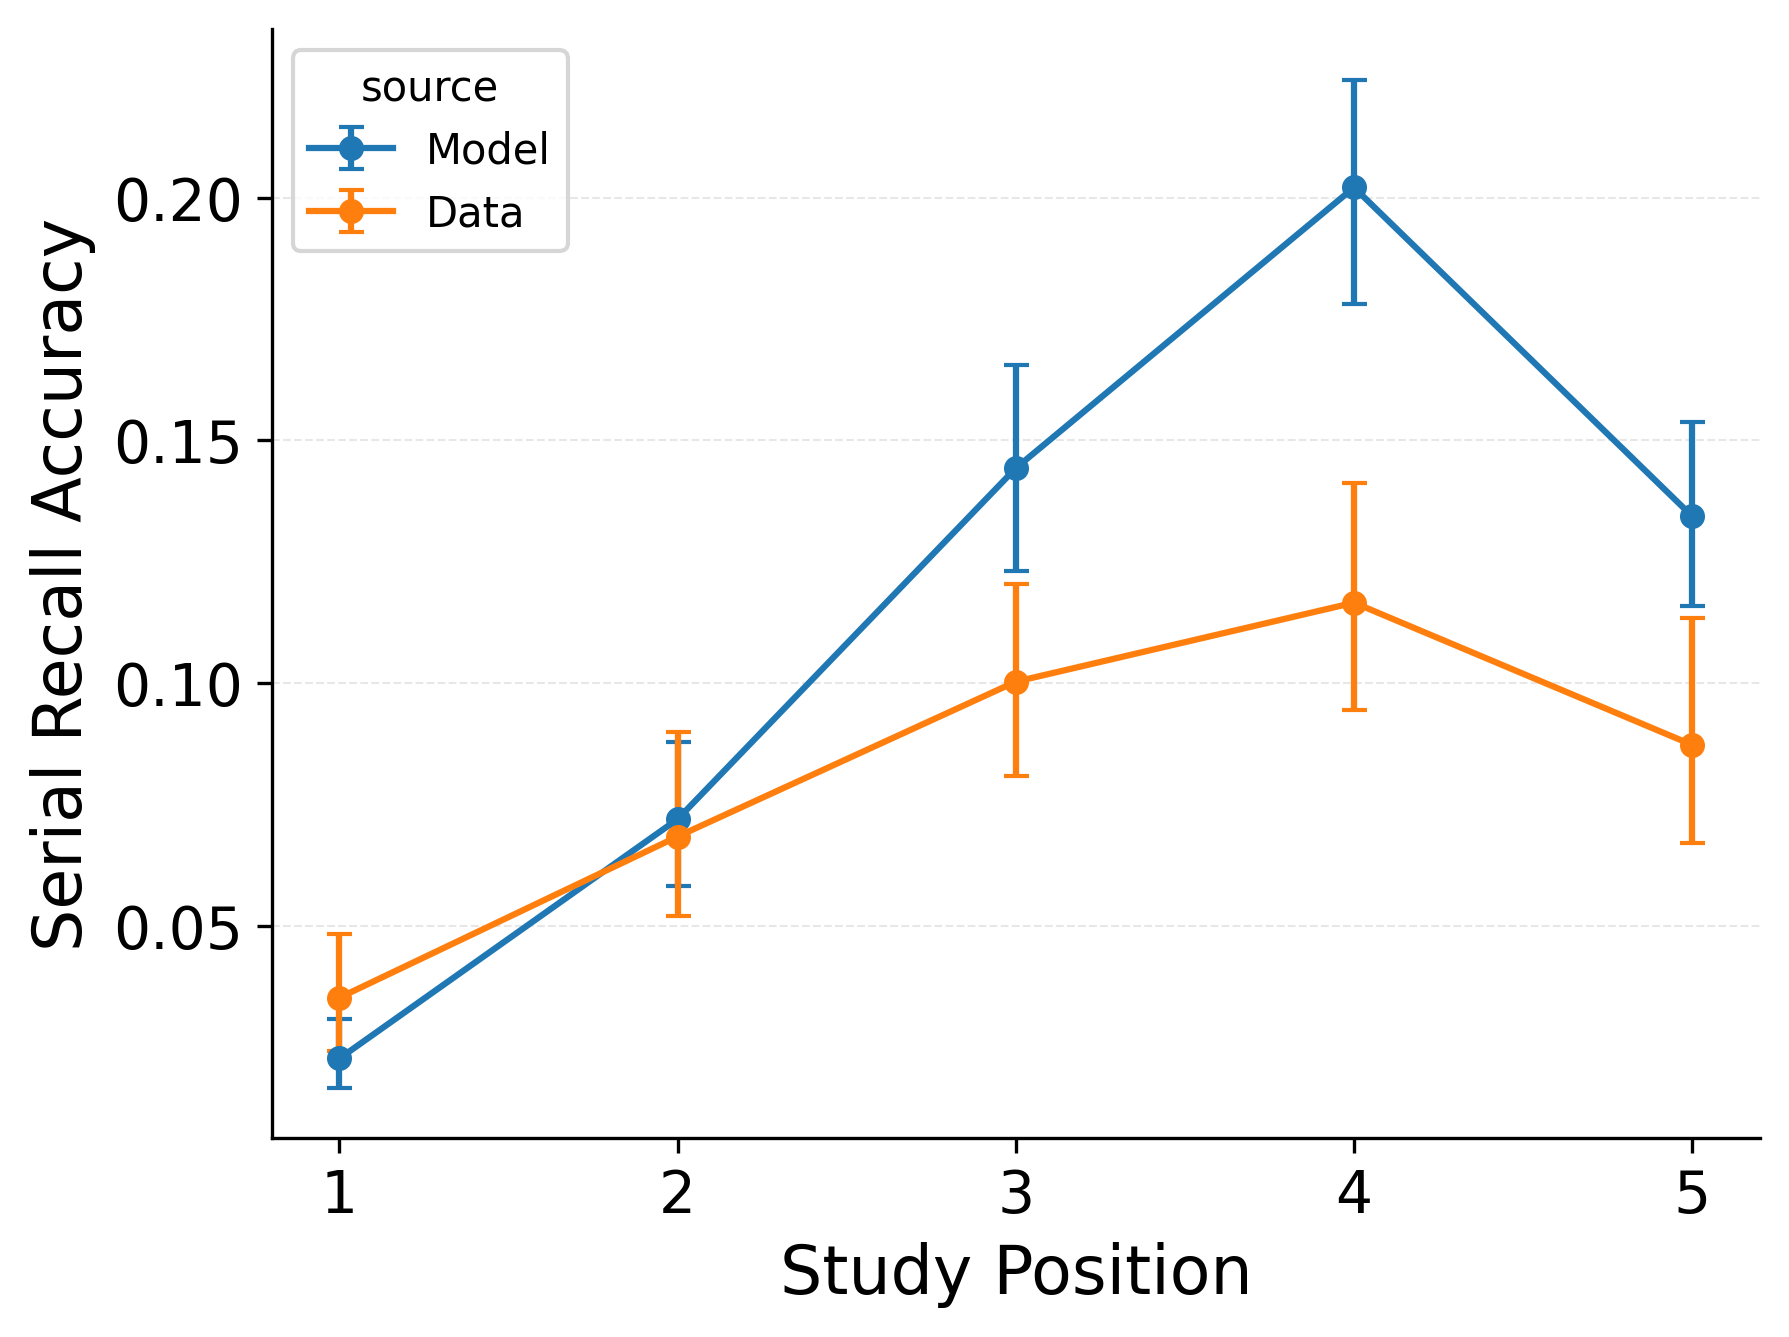 source
Model
Data
Serial Recall Accuracy
0.20
0.15
0.10
0.05
1 2 3 4 5
Study Position